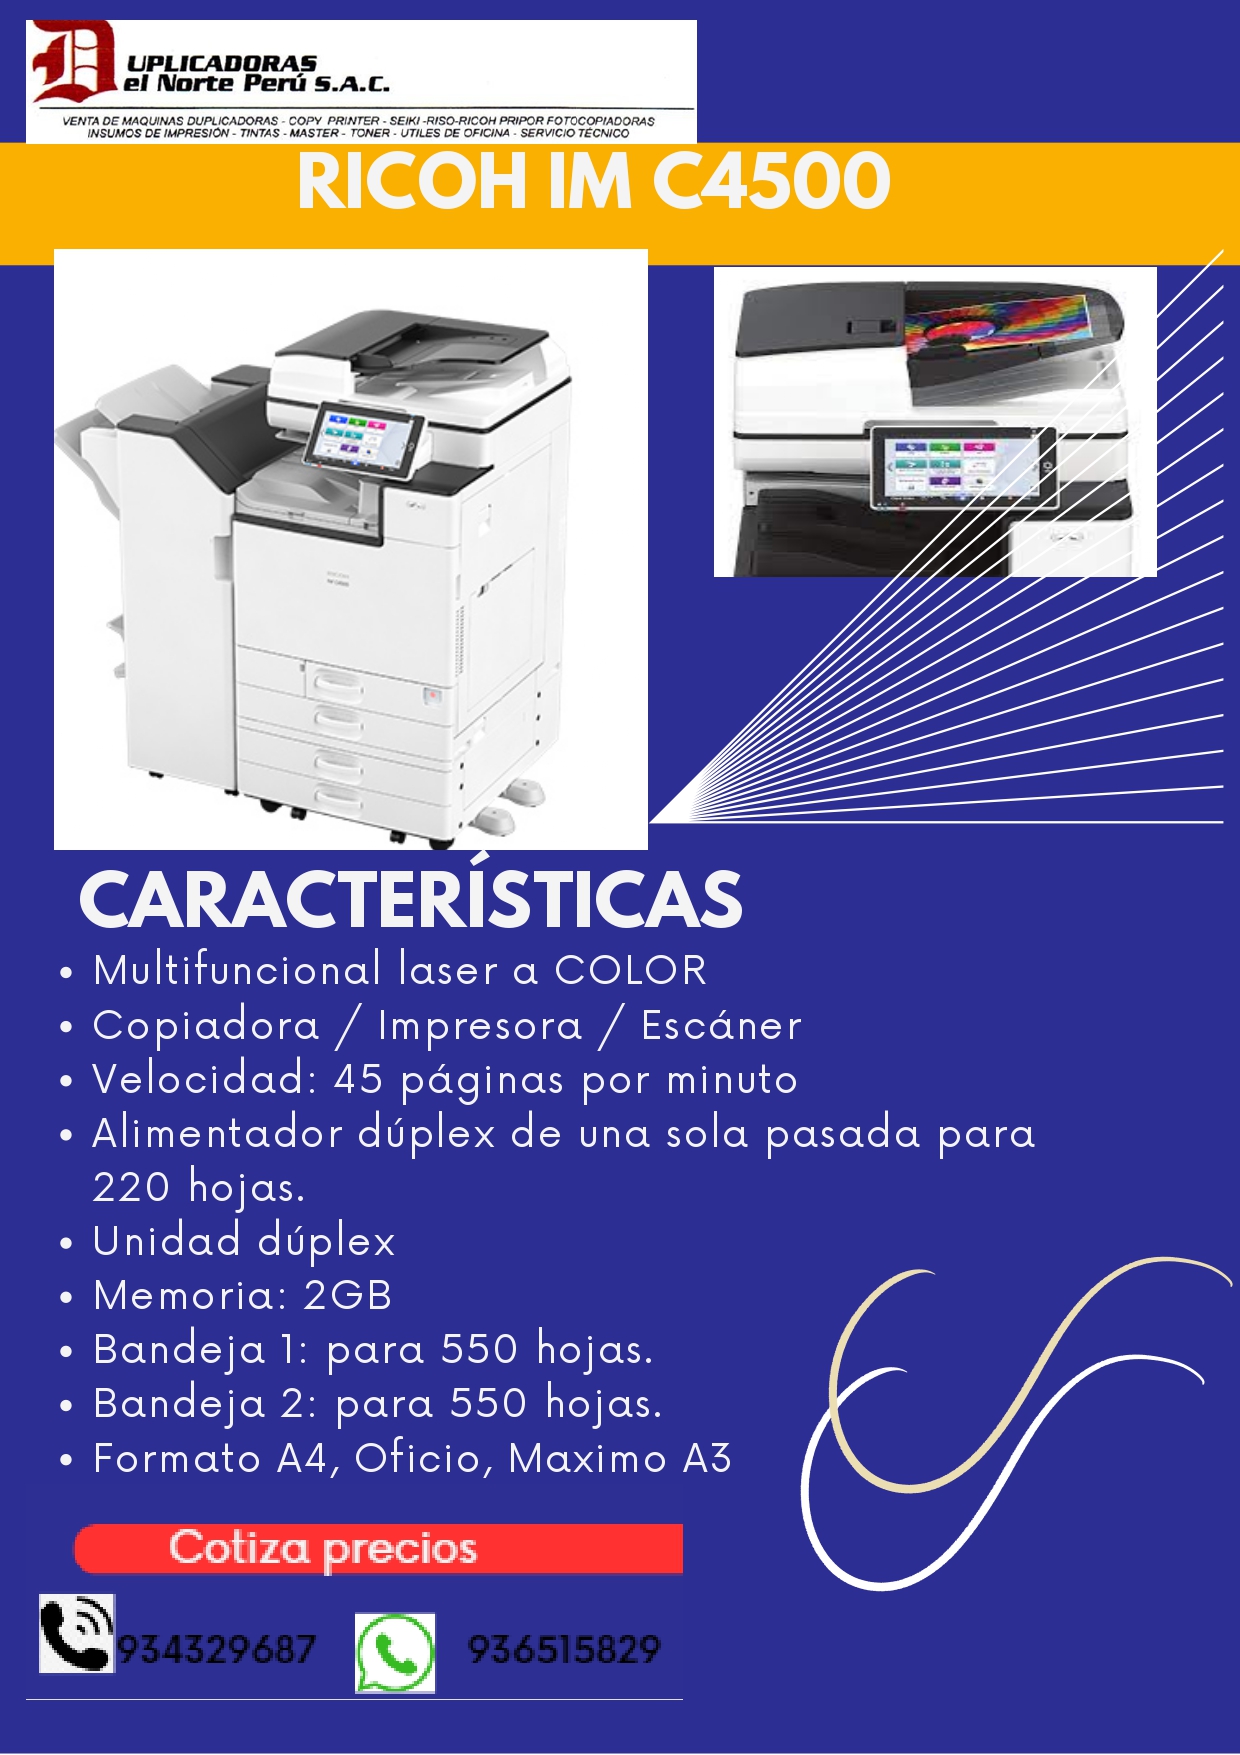 DUPLICADORAS
el Norte Perú S.A.C.
VENTA DE MAQUINAS DUPLICADORAS - COPY PRINTER - SEIKI -RISO-RICOH PRIPOR FOTOCOPIADORAS
INSUMOS DE IMPRESIÓN - TINTAS - MASTER - TONER - UTILES DE OFICINA - SERVICIO TÉCNICO
RICOH IM C4500
CARACTERÍSTICAS
• Multifuncional laser a COLOR
• Copiadora / Impresora / Escáner
• Velocidad: 45 páginas por minuto
• Alimentador dúplex de una sola pasada para
220 hojas.
• Unidad dúplex
• Memoria: 2GB
• Bandeja 1: para 550 hojas.
• Bandeja 2: para 550 hojas.
• Formato A4, Oficio, Maximo A3
Cotiza precios
934329687 936515829